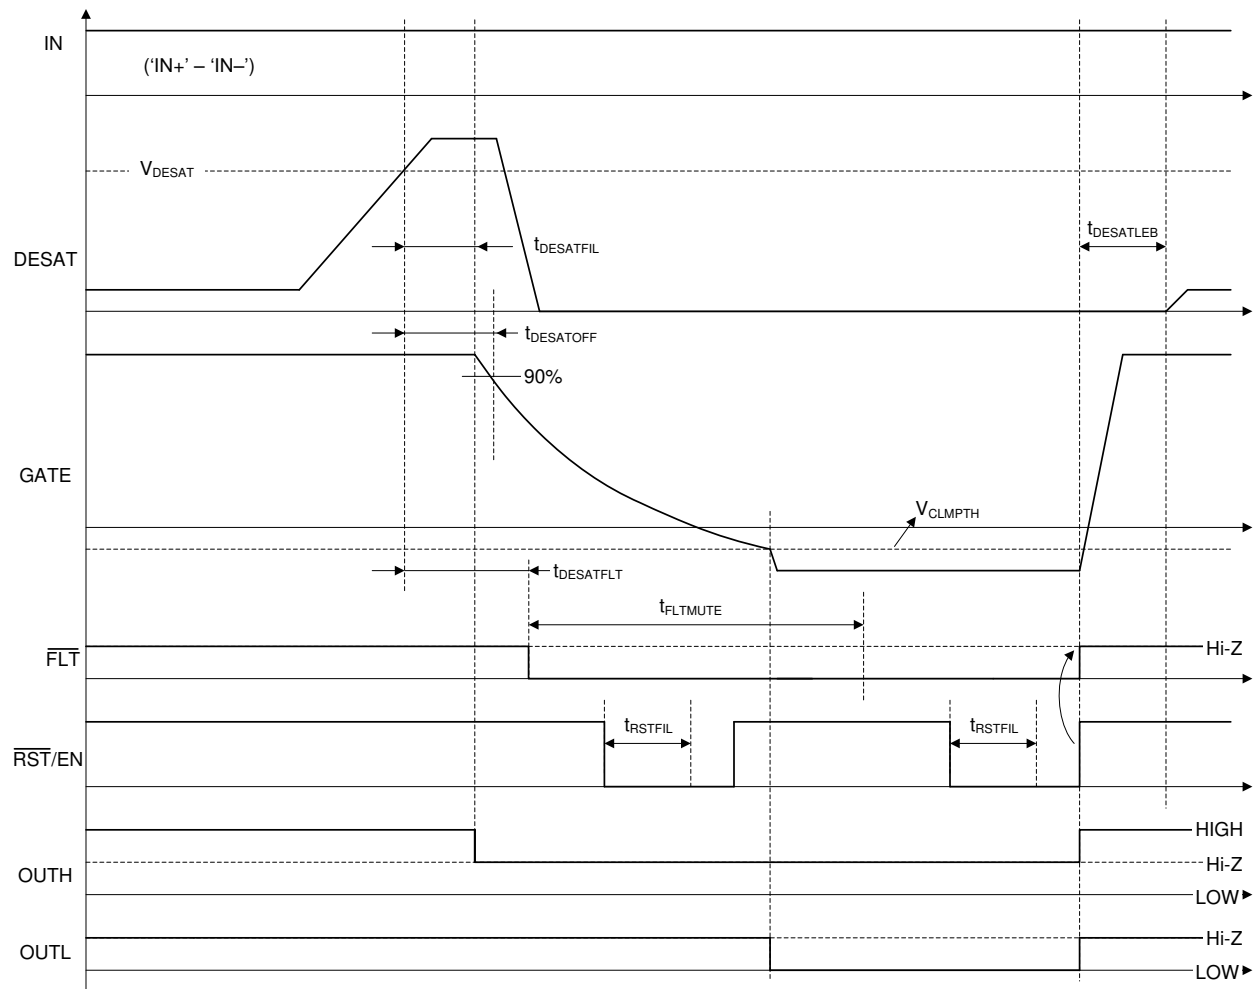 IN
(‘IN+’ – ‘IN–’)
VDESAT
tDESATLEB
tDESATFIL
DESAT
tDESATOFF
90%
GATE
VCLMPTH
tDESATFLT
tFLTMUTE
FLT
Hi-Z
tRSTFIL
tRSTFIL
RST/EN
HIGH
Hi-Z
OUTH
LOW
Hi-Z
OUTL
LOW